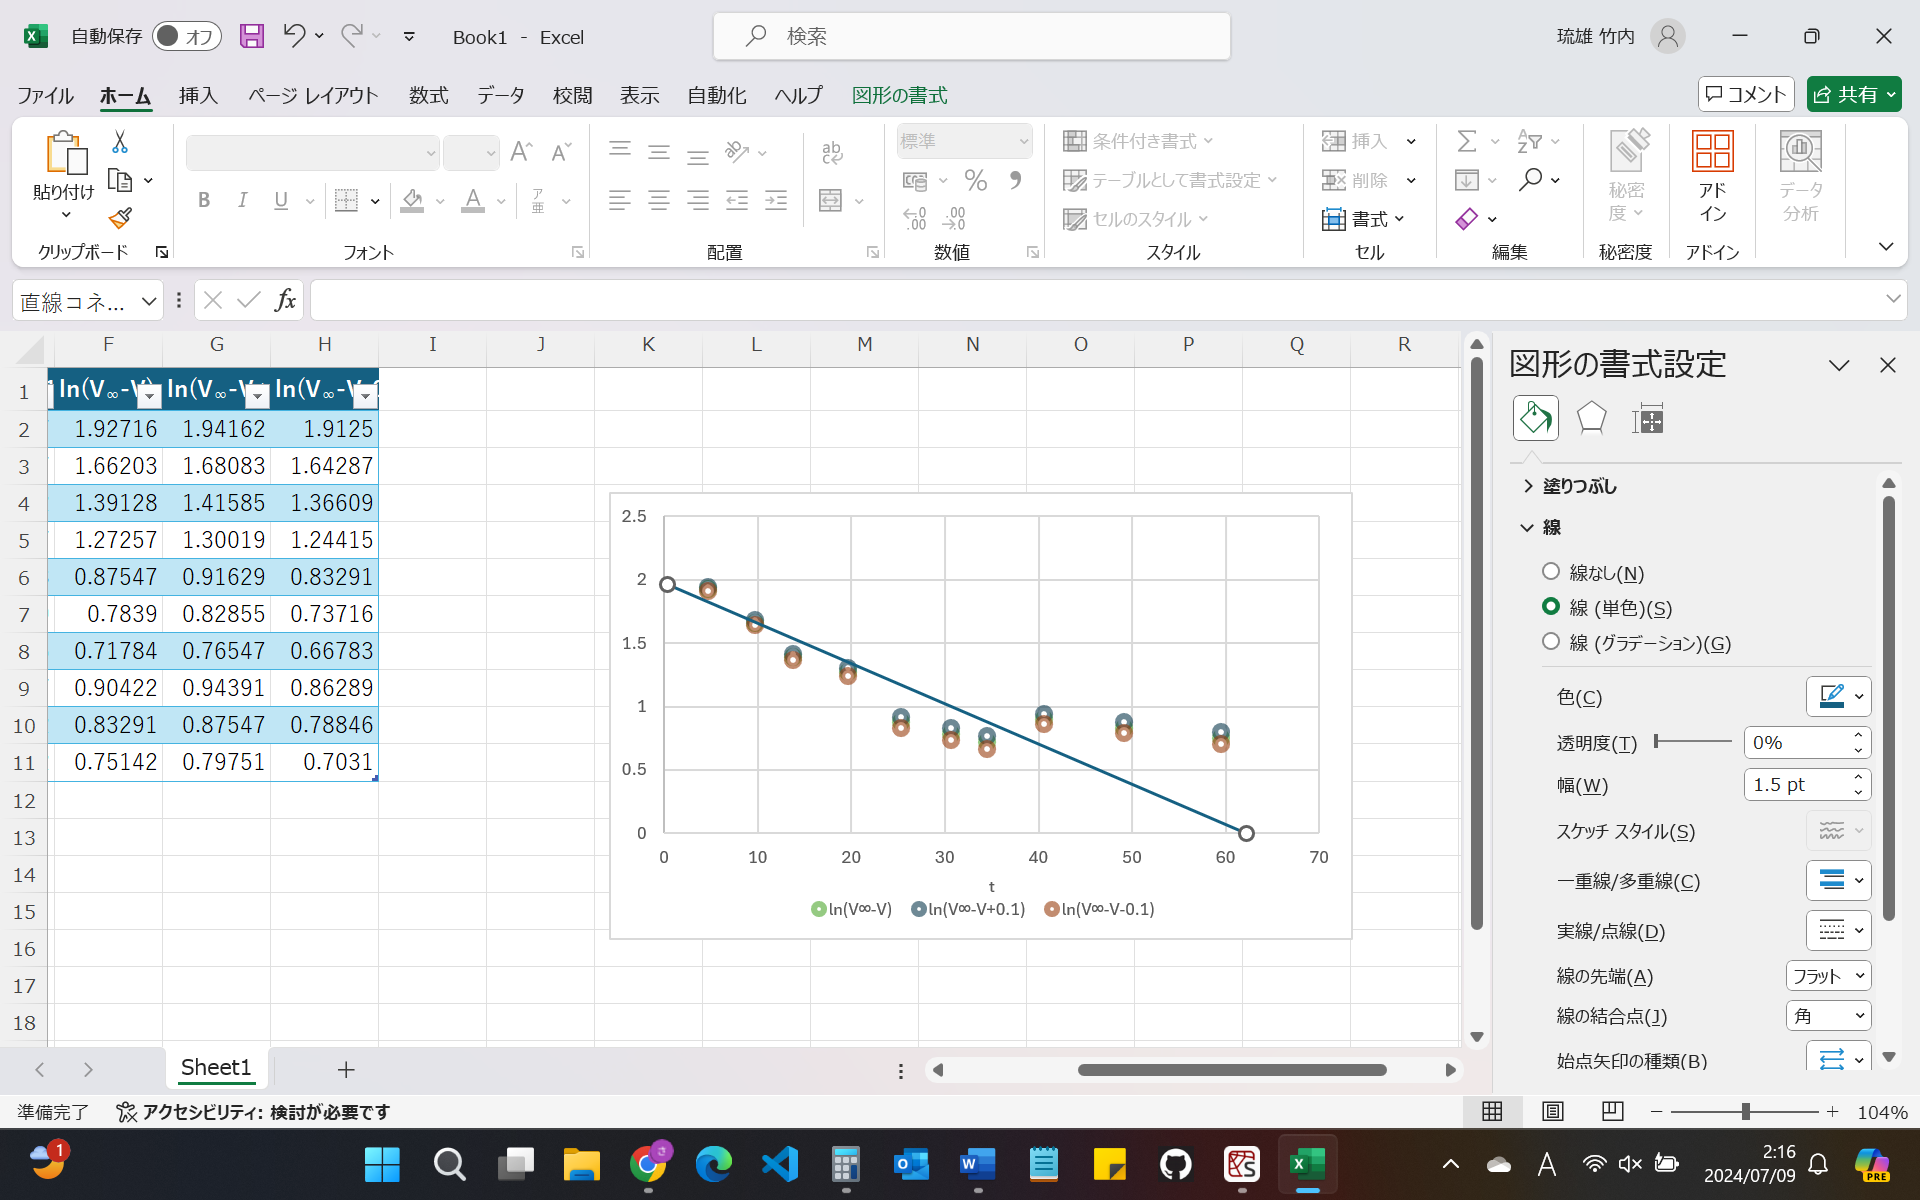 自動保存 オフ Book1 - Excel 検索 琉雄 竹内
ファイル ホーム 挿入 ページ レイアウト 数式 データ 校閲 表示 自動化 ヘルプ 図形の書式 コメント 共有
貼り付け
クリップボード
B I U
ア
亜
フォント
ab
配置
標準
数値
条件付き書式
テーブルとして書式設定
セルのスタイル
スタイル
挿入
削除
書式
セル
編集
秘密
度
秘密度
アド
イン
アドイン
データ
分析
直線コネ... fx
F G H I J K L M N O P Q R
1 ln(V∞-V) ln(V∞-V ln(V∞-V
2 1.92716 1.94162 1.9125
3 1.66203 1.68083 1.64287
4 1.39128 1.41585 1.36609
5 1.27257 1.30019 1.24415
6 0.87547 0.91629 0.83291
7 0.7839 0.82855 0.73716
8 0.71784 0.76547 0.66783
9 0.90422 0.94391 0.86289
10 0.83291 0.87547 0.78846
11 0.75142 0.79751 0.7031
12
13
14
15
16
17
18
2.5
2
1.5
1
0.5
0
0 10 20 30 40 50 60 70
t
ln(V∞-V) ln(V∞-V+0.1) ln(V∞-V-0.1)
図形の書式設定
塗りつぶし
線
線なし(N)
線 (単色)(S)
線 (グラデーション)(G)
色(C)
透明度(T) 0%
幅(W) 1.5 pt
スケッチ スタイル(S)
一重線/多重線(C)
実線/点線(D)
線の先端(A) フラット
線の結合点(J) 角
始点矢印の種類(B)
Sheet1
準備完了 アクセシビリティ: 検討が必要です 104%
1 A 2:16
2024/07/09
PRE